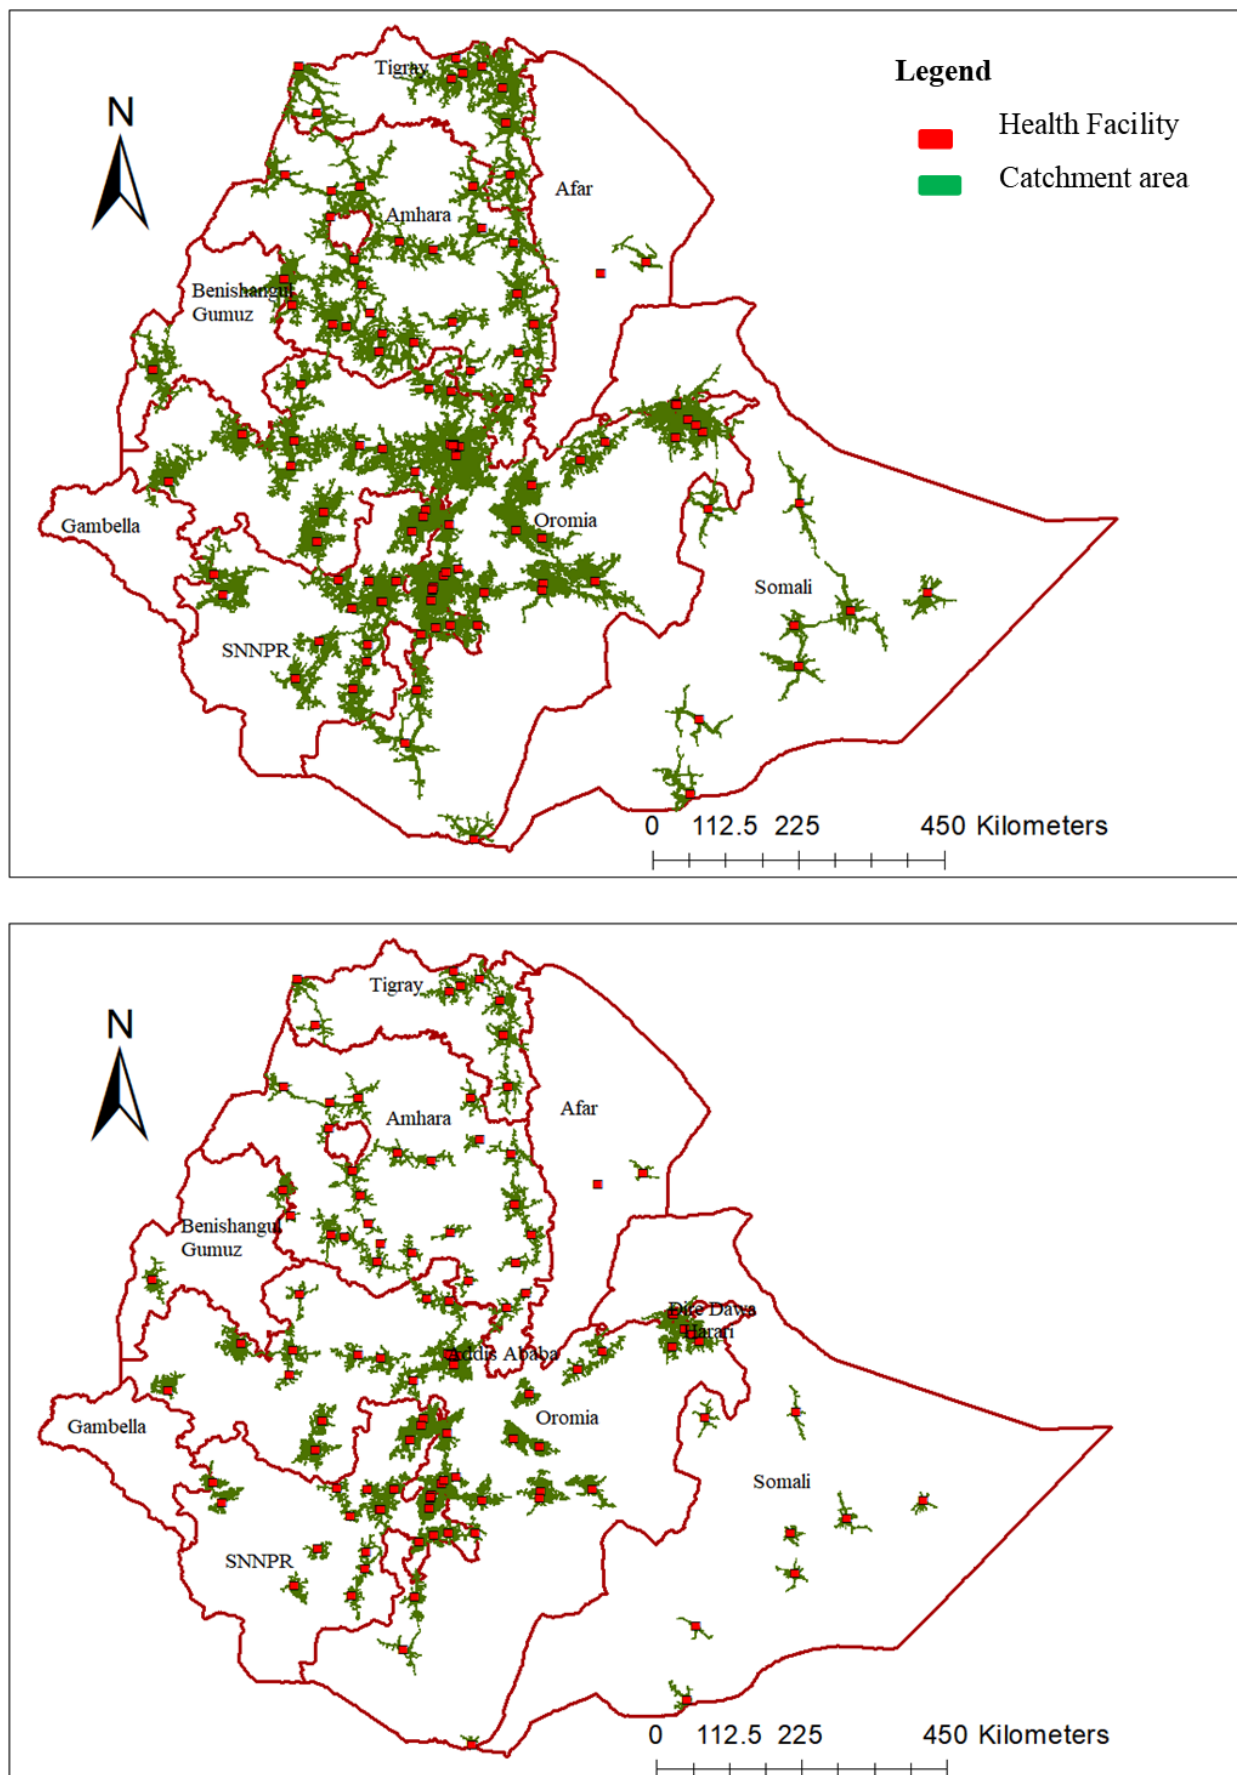 Legend
Tigray
N
Health Facility
Catchment area
Afar
Amhara
Benishangul
Gumuz
Gambella
Oromia
Somali
SNNPR
0 112.5 225 450 Kilometers
Tigray
N
Afar
Amhara
Benishangul
Gumuz
Dire Dawa
Harari
Addis Ababa
Oromia
Gambella
Somali
SNNPR
0 112.5 225 450 Kilometers